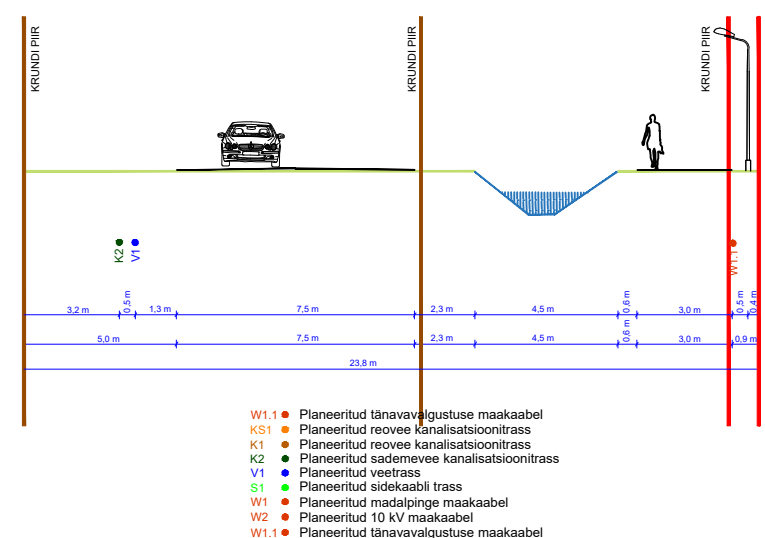 KRUNDI PIIR
KRUNDI PIIR
KRUNDI PIIR
K2
V1
W1.1
3,2 m
0,5 m
1,3 m
7,5 m
2,3 m
4,5 m
0,6 m
3,0 m
0,5 m
0,4 m
5,0 m
7,5 m
2,3 m
4,5 m
0,6 m
3,0 m
0,9 m
23,8 m
W1.1 Planeeritud tänavavalgustuse maakaabel
KS1 Planeeritud reovee kanalisatsioonitrass
K1 Planeeritud reovee kanalisatsioonitrass
K2 Planeeritud sademevee kanalisatsioonitrass
V1 Planeeritud veetrass
S1 Planeeritud sidekaabli trass
W1 Planeeritud madalpinge maakaabel
W2 Planeeritud 10 kV maakaabel
W1.1 Planeeritud tänavavalgustuse maakaabel